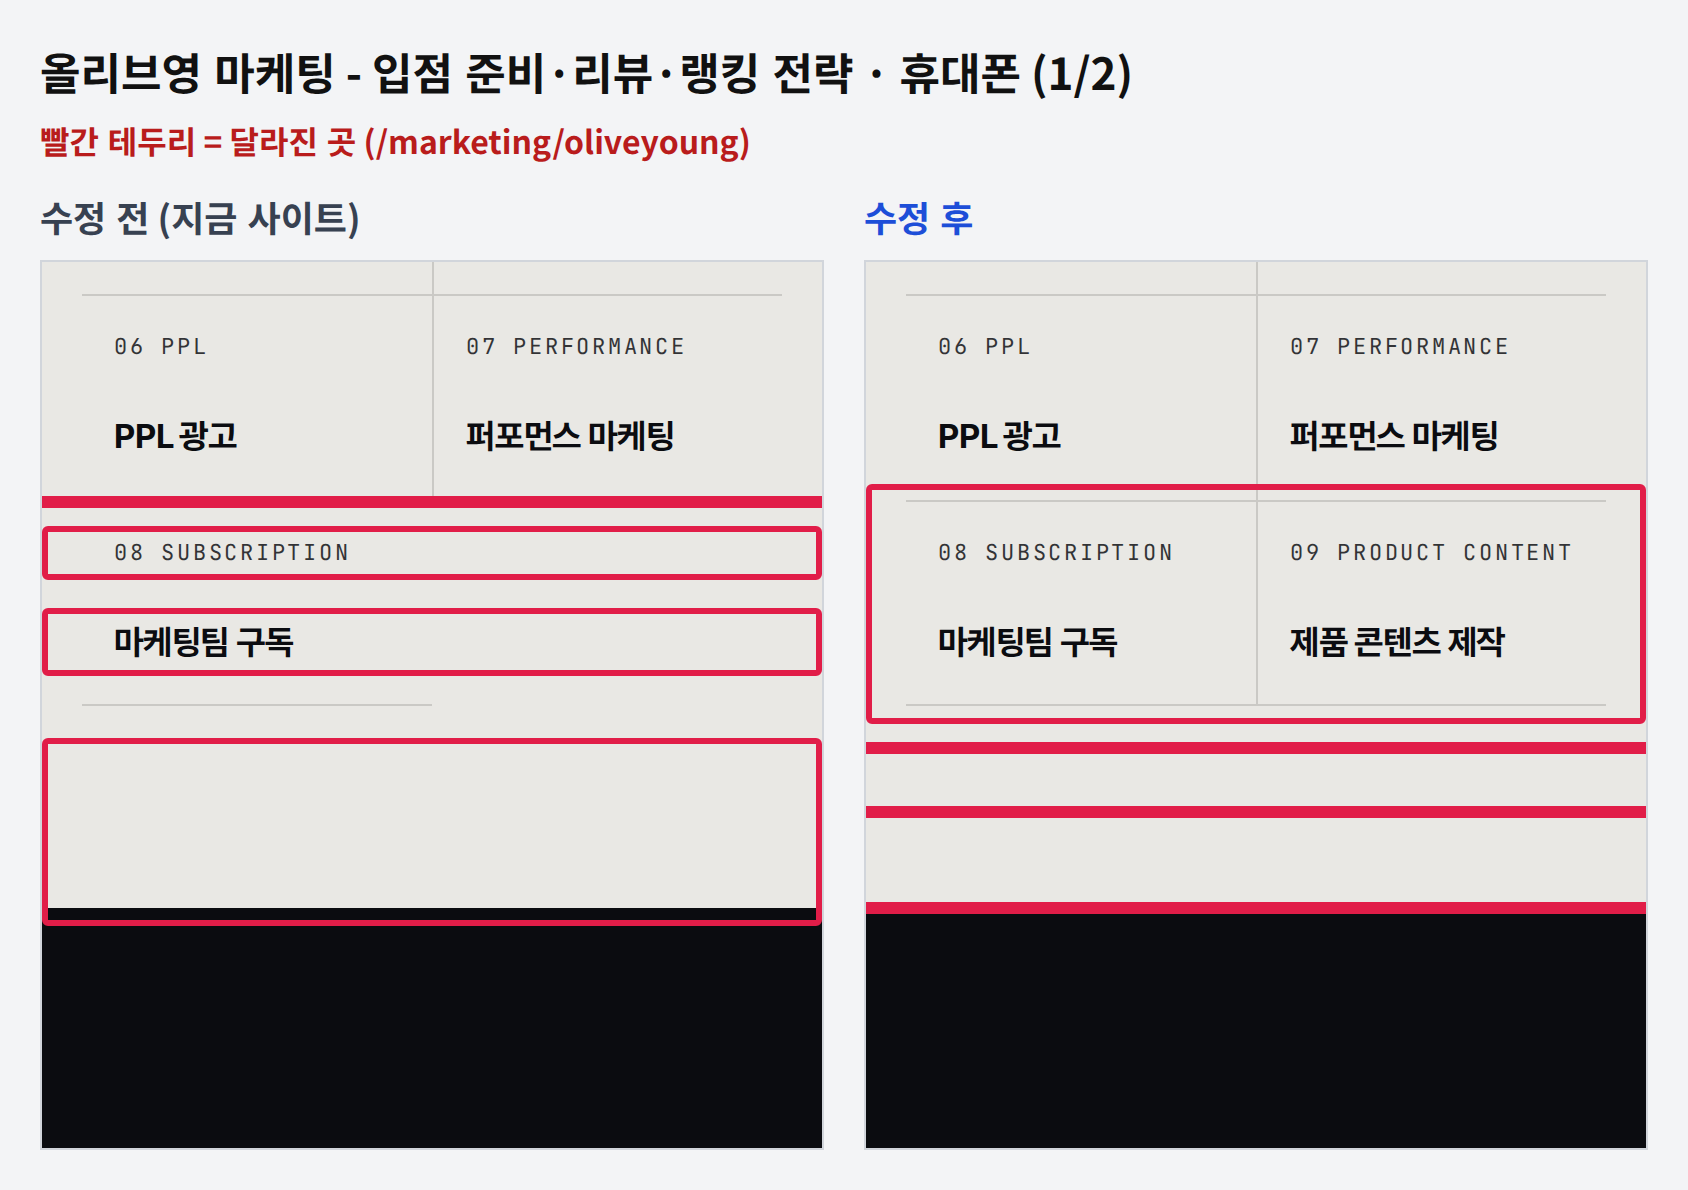 올리브영 마케팅 - 입점 준비·리뷰·랭킹 전략 · 휴대폰 (1/2)
빨간 테두리 = 달라진 곳 (/marketing/oliveyoung)
수정 전 (지금 사이트)
06 PPL
07 PERFORMANCE
PPL 광고
퍼포먼스 마케팅
08 SUBSCRIPTION
마케팅팀 구독
수정 후
06 PPL
07 PERFORMANCE
PPL 광고
퍼포먼스 마케팅
08 SUBSCRIPTION
09 PRODUCT CONTENT
마케팅팀 구독
제품 콘텐츠 제작